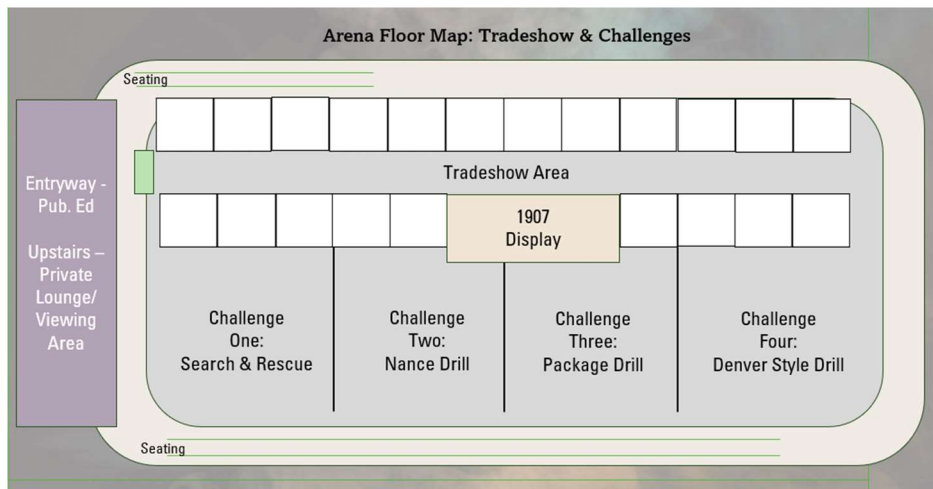 Arena Floor Map: Tradeshow & Challenges
Seating
Entryway -
Pub. Ed
Upstairs –
Private
Lounge/
Viewing
Area
Tradeshow Area
1907
Display
Challenge
One:
Search & Rescue
Challenge
Two:
Nance Drill
Challenge
Three:
Package Drill
Challenge
Four:
Denver Style Drill
Seating